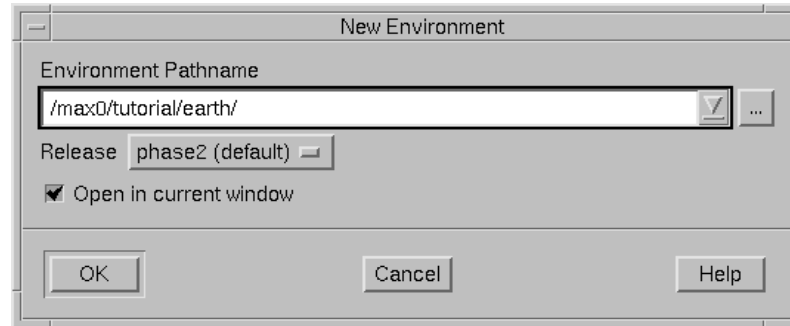 New Environment
Environment Pathname
/max0/tutorial/earth/
...
Release phase2 (default)
Open in current window
OK Cancel Help